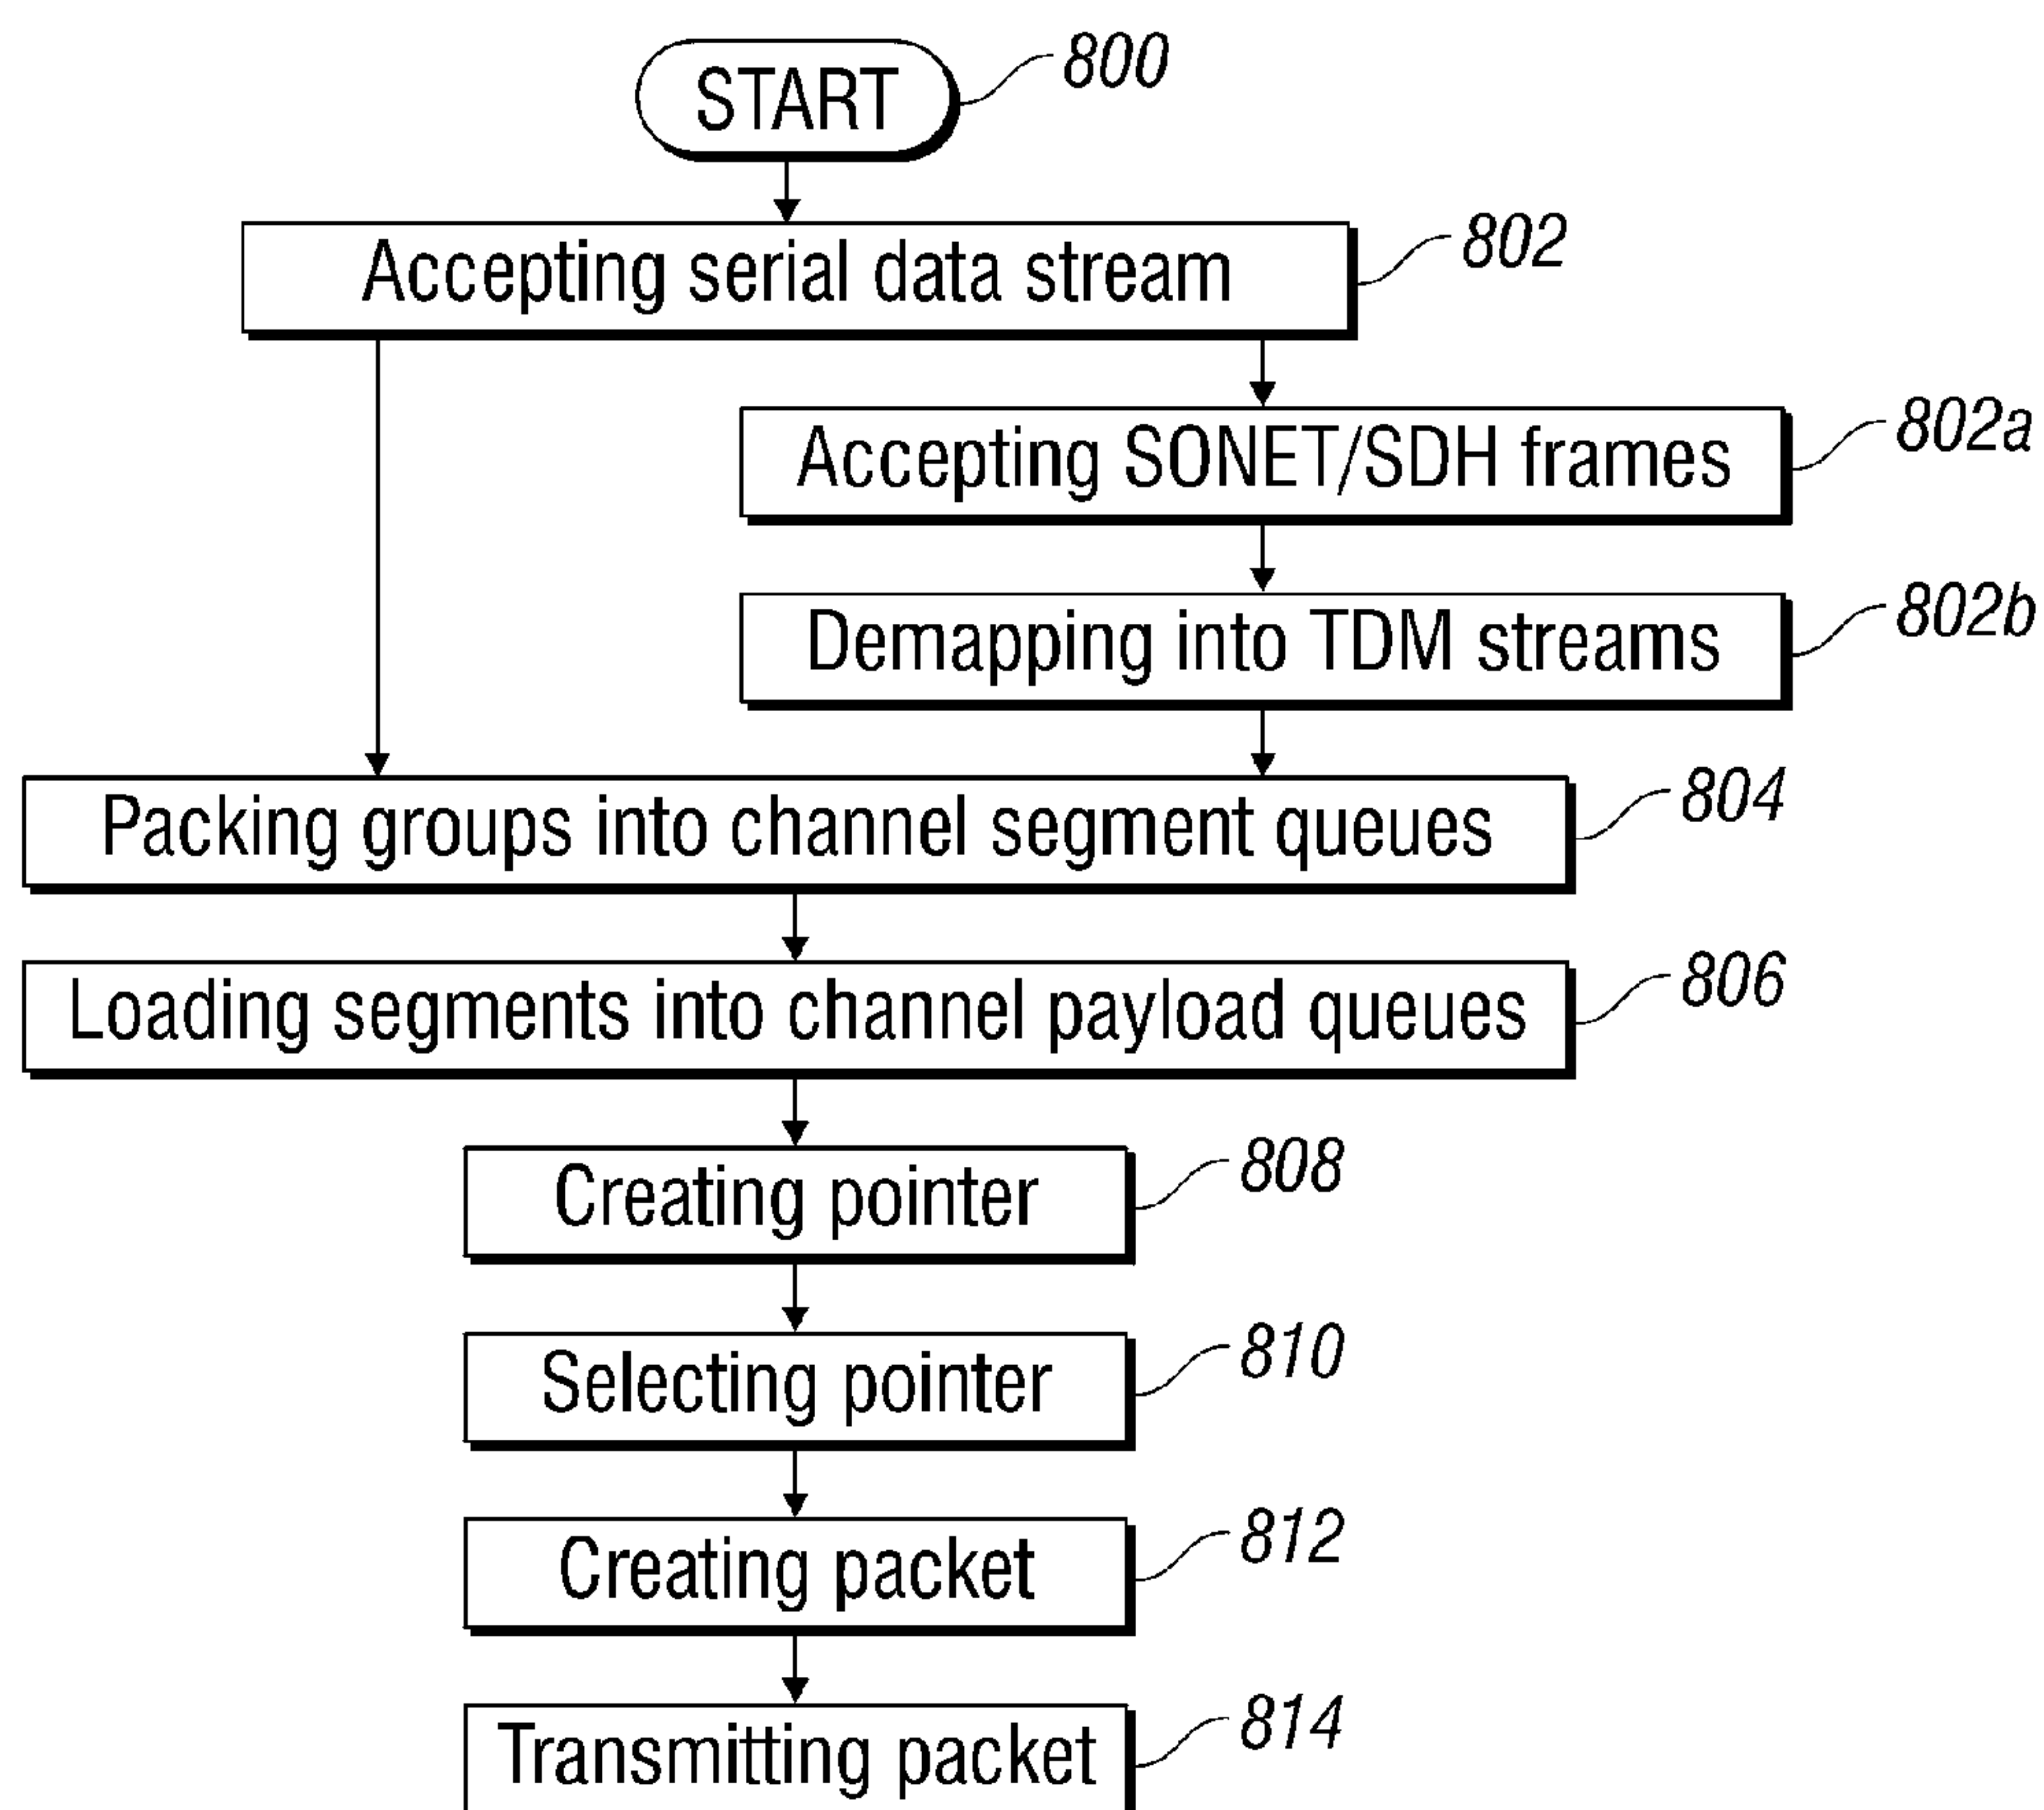 START
800
Accepting serial data stream
802
Accepting SONET/SDH frames
802a
Demapping into TDM streams
802b
Packing groups into channel segment queues
804
Loading segments into channel payload queues
806
Creating pointer
808
Selecting pointer
810
Creating packet
812
Transmitting packet
814